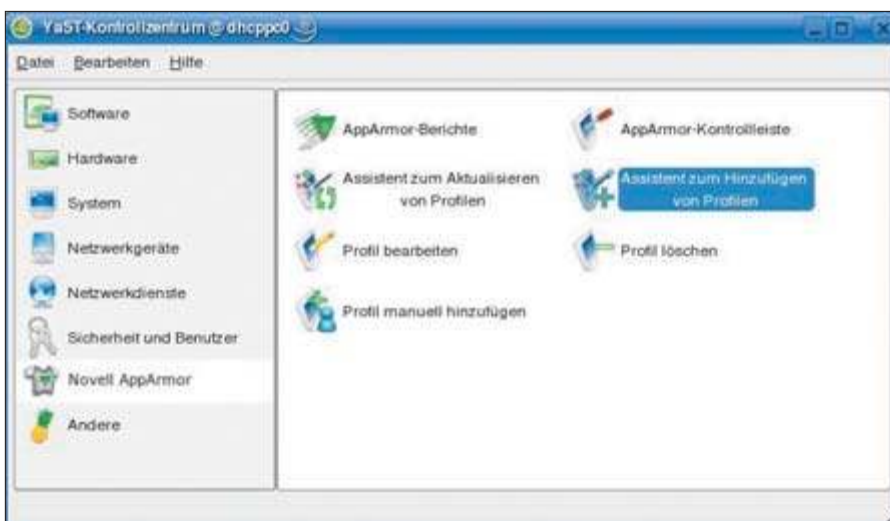 YaST-Kontrollzentrum @ dhcppc0
Datei Bearbeiten Hilfe
Software
Hardware
System
Netzwerkgeräte
Netzwerkdienste
Sicherheit und Benutzer
Novell AppArmor
Andere
AppArmor-Berichte
AppArmor-Kontrollleiste
Assistent zum Aktualisieren
von Profilen
Assistent zum Hinzufügen
von Profilen
Profil bearbeiten
Profil löschen
Profil manuell hinzufügen